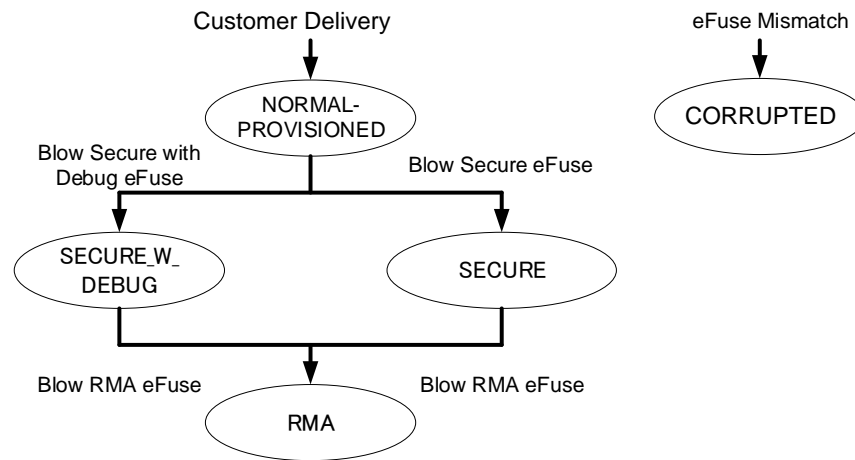 Customer Delivery
eFuse Mismatch
NORMAL-
PROVISIONED
CORRUPTED
Blow Secure with
Debug eFuse
Blow Secure eFuse
SECURE_W_
DEBUG
SECURE
Blow RMA eFuse
Blow RMA eFuse
RMA